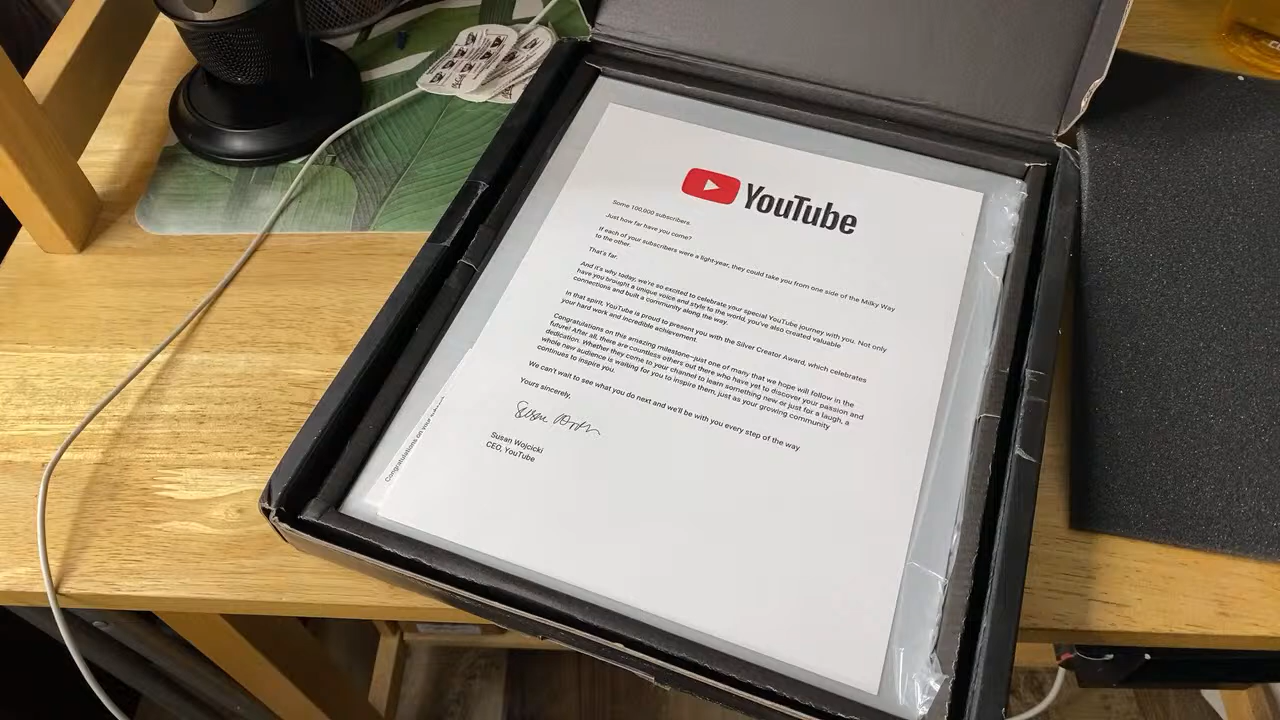 YouTube
Some 100,000 subscribers.
Just how far have you come?
If each of your subscribers were a light-year, they could take you from one side of the Milky Way
to the other.
That's far.
And it's why today, we're so excited to celebrate your special YouTube journey with you. Not only
have you brought a unique voice and style to the world, you've also created valuable
connections and built a community along the way.
In that spirit, YouTube is proud to present you with the Silver Creator Award, which celebrates
your hard work and incredible achievement.
Congratulations on this amazing milestone—just one of many that we hope will follow in the
future! After all, there are countless others out there who have yet to discover your passion and
dedication. Whether they come to your channel to learn something new or just for a laugh, a
whole new audience is waiting for you to inspire them, just as your growing community
continues to inspire you.
We can't wait to see what you do next and we'll be with you every step of the way
Yours sincerely,
Susan Wojcicki
CEO, YouTube
Congratulations on your